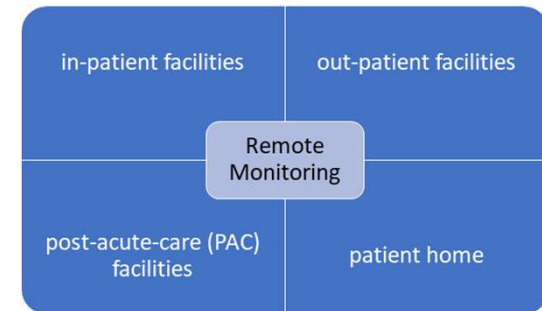 in-patient facilities
out-patient facilities
Remote
Monitoring
post-acute-care (PAC)
facilities
patient home